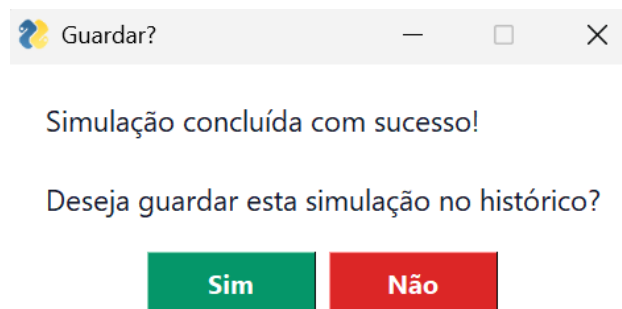 Guardar?
Simulação concluída com sucesso!
Deseja guardar esta simulação no histórico?
Sim Não